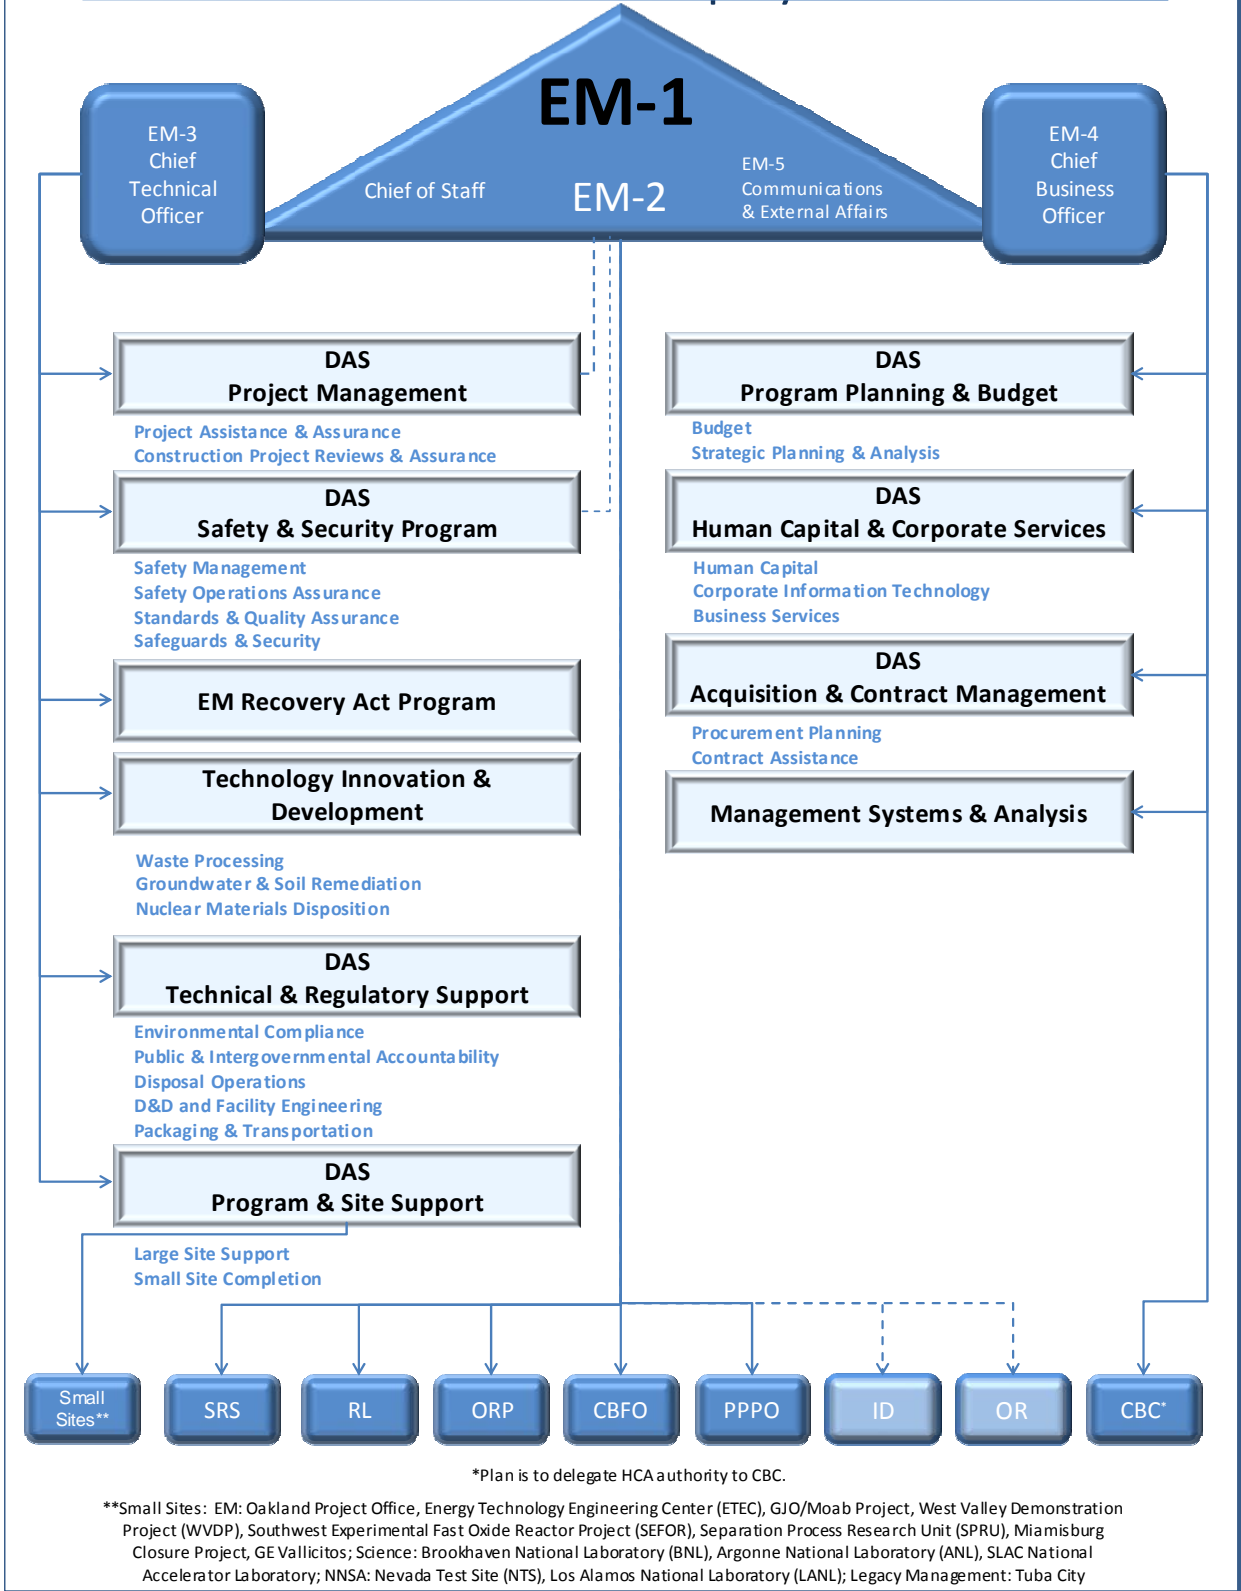 EM-1
EM-3
Chief
Technical
Officer
Chief of Staff
EM-2
EM-5
Communications
& External Affairs
EM-4
Chief
Business
Officer
DAS
Project Management
Project Assistance & Assurance
Construction Project Reviews & Assurance
DAS
Safety & Security Program
Safety Management
Safety Operations Assurance
Standards & Quality Assurance
Safeguards & Security
EM Recovery Act Program
Technology Innovation &
Development
Waste Processing
Groundwater & Soil Remediation
Nuclear Materials Disposition
DAS
Technical & Regulatory Support
Environmental Compliance
Public & Intergovernmental Accountability
Disposal Operations
D&D and Facility Engineering
Packaging & Transportation
DAS
Program & Site Support
Large Site Support
Small Site Completion
DAS
Program Planning & Budget
Budget
Strategic Planning & Analysis
DAS
Human Capital & Corporate Services
Human Capital
Corporate Information Technology
Business Services
DAS
Acquisition & Contract Management
Procurement Planning
Contract Assistance
Management Systems & Analysis
Small
Sites**
SRS
RL
ORP
CBFO
PPPO
ID
OR
CBC*
*Plan is to delegate HCA authority to CBC.
**Small Sites: EM: Oakland Project Office, Energy Technology Engineering Center (ETEC), GJO/Moab Project, West Valley Demonstration
Project (WVDP), Southwest Experimental Fast Oxide Reactor Project (SEFOR), Separation Process Research Unit (SPRU), Miamisburg
Closure Project, GE Vallicitos; Science: Brookhaven National Laboratory (BNL), Argonne National Laboratory (ANL), SLAC National
Accelerator Laboratory; NNSA: Nevada Test Site (NTS), Los Alamos National Laboratory (LANL); Legacy Management: Tuba City